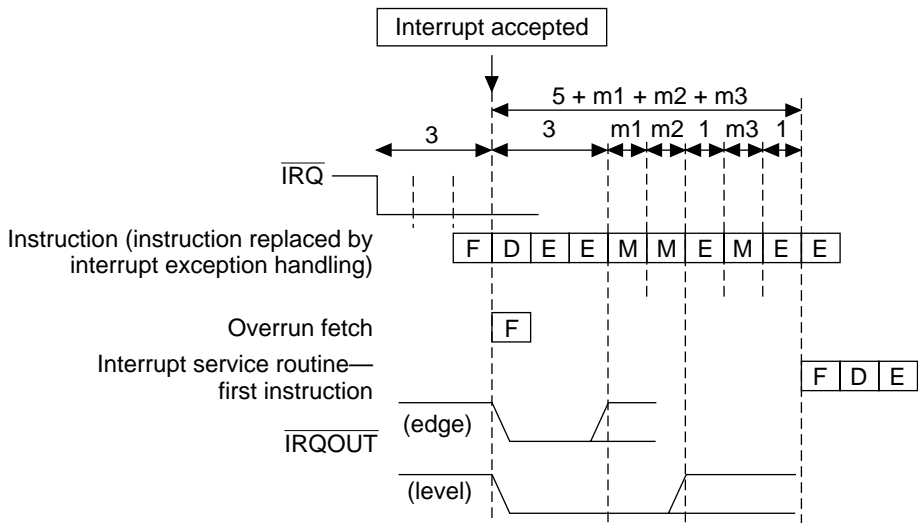 Interrupt accepted
5 + m1 + m2 + m3
3 3 m1 m2 1 m3 1
IRQ
Instruction (instruction replaced by
interrupt exception handling)
F D E E M M E M E E
Overrun fetch
F
Interrupt service routine—
first instruction
F D E
IRQOUT
(edge)
(level)